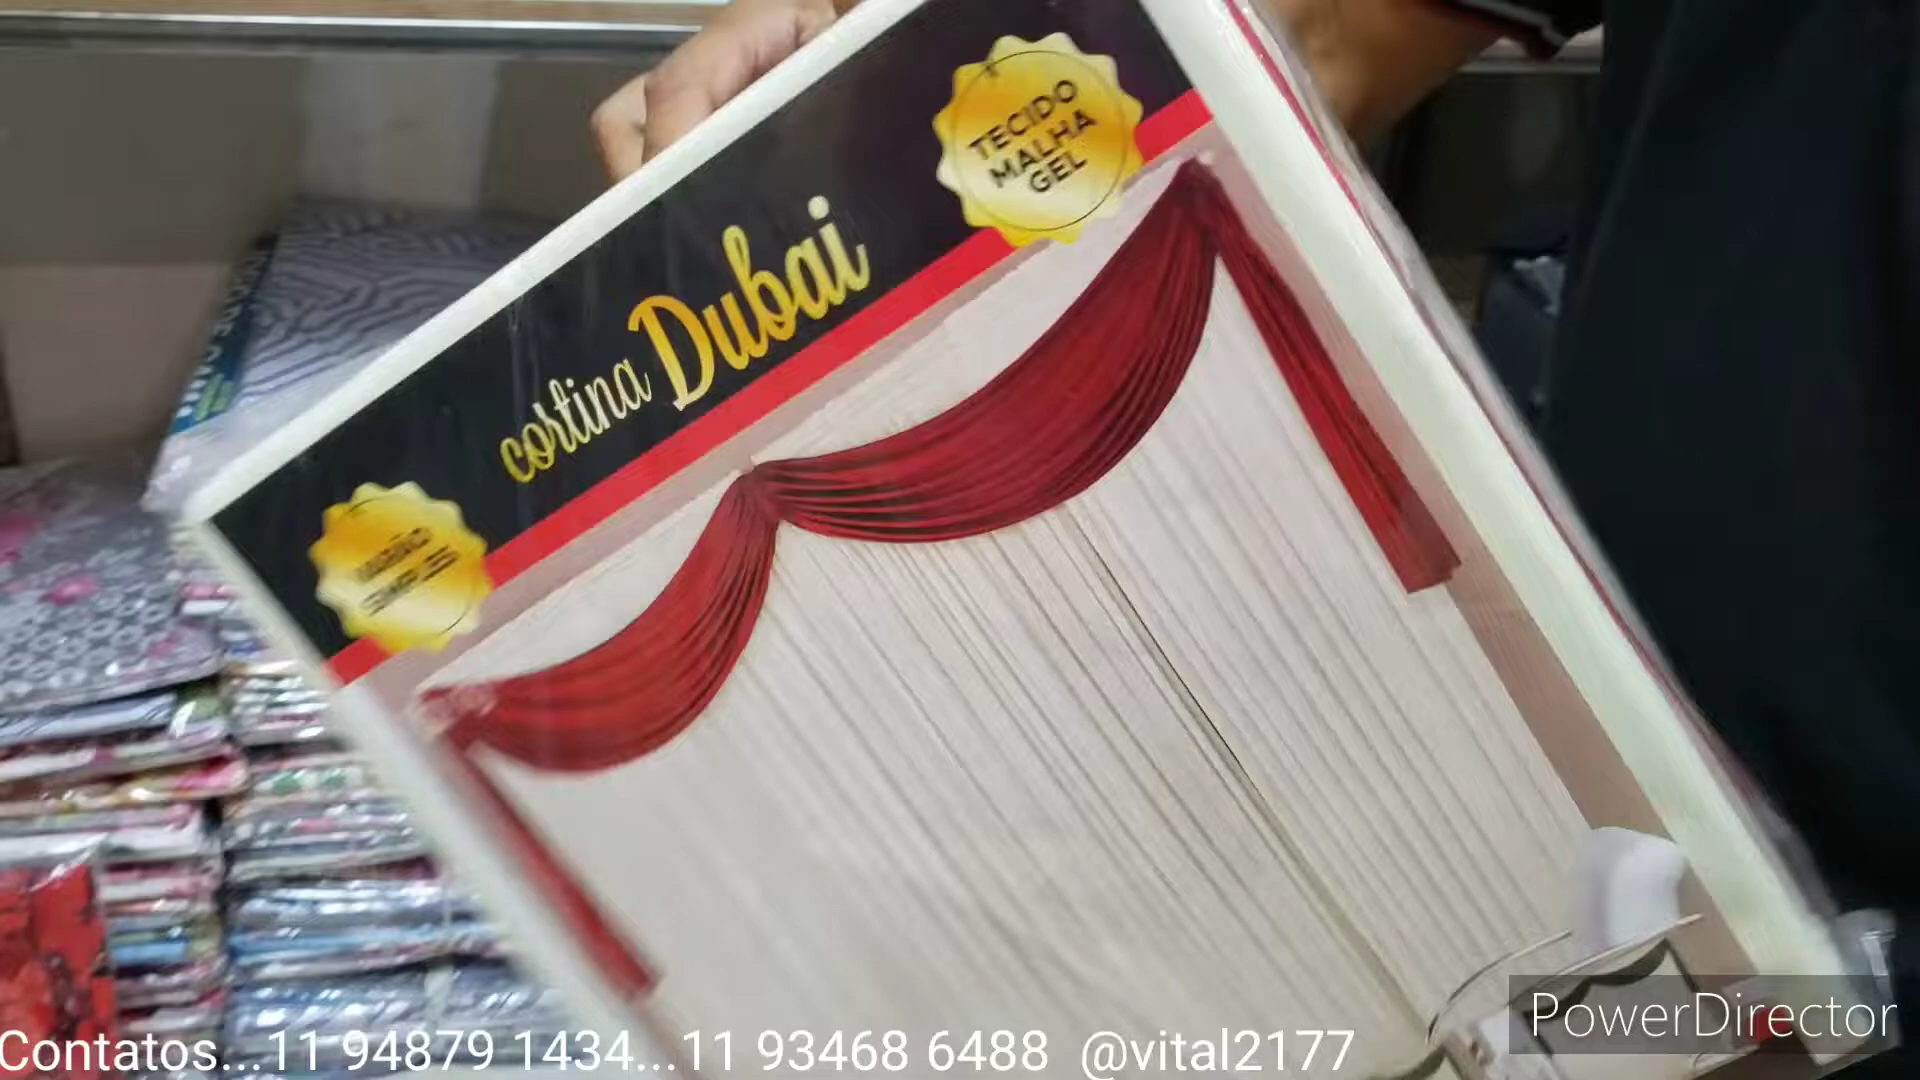 TECIDO
MALHA
GEL
cortina Dubai
Contatos...11 94879 1434...11 93468 6488 @vital2177
PowerDirector